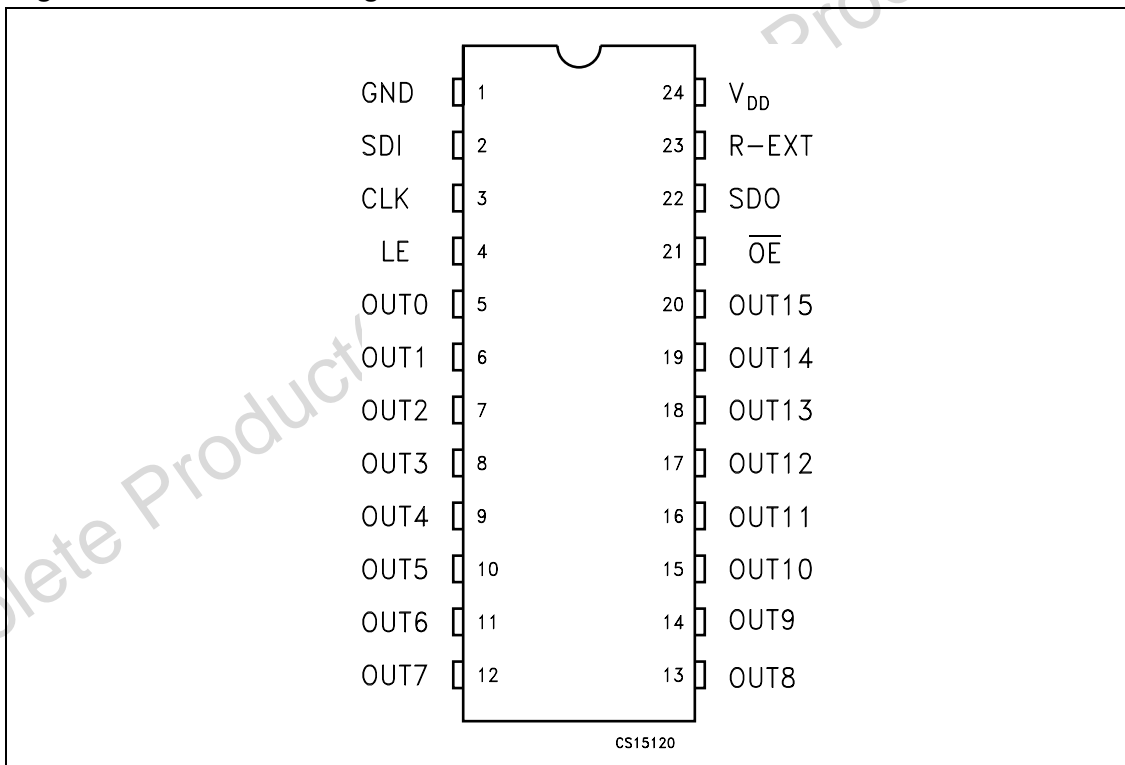 GND 1 24 V_DD
SDI 2 23 R-EXT
CLK 3 22 SDO
LE 4 21 O̅E̅
OUT0 5 20 OUT15
OUT1 6 19 OUT14
OUT2 7 18 OUT13
OUT3 8 17 OUT12
OUT4 9 16 OUT11
OUT5 10 15 OUT10
OUT6 11 14 OUT9
OUT7 12 13 OUT8
CS15120